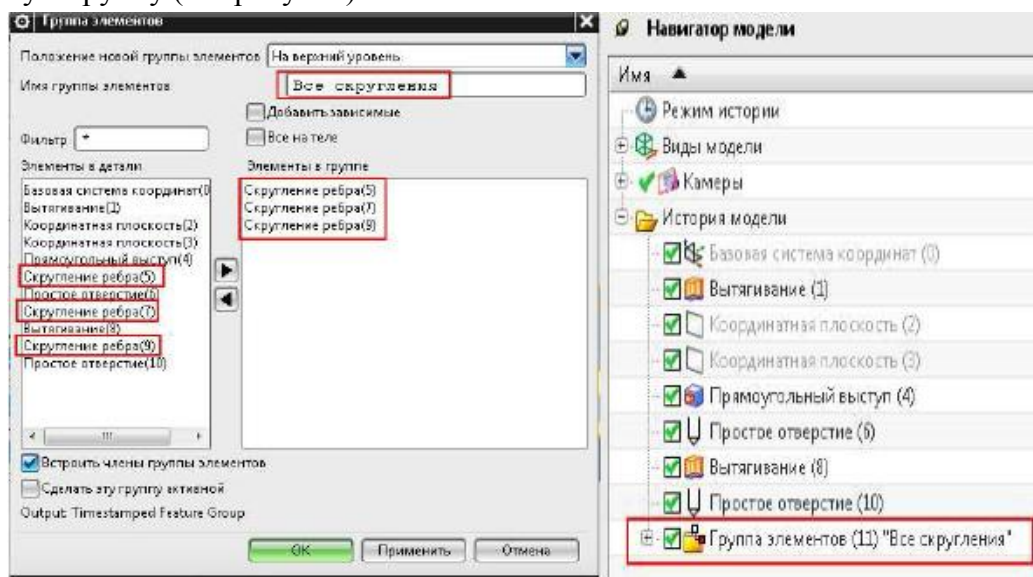 Группа элементов
Положение новой группы элементов На верхний уровень
Имя группы элементов Все скругления
Добавить зависимые
Фильтр * Все на теле
Элементы в детали Элементы в группе
Базовая система координат(0
Вытягивание(1)
Координатная плоскость(2)
Координатная плоскость(3)
Прямоугольный выступ(4)
Скругление ребра(5)
Простое отверстие(6)
Скругление ребра(7)
Вытягивание(8)
Скругление ребра(9)
Простое отверстие(10)
Скругление ребра(5)
Скругление ребра(7)
Скругление ребра(9)
Встроить члены группы элементов
Сделать эту группу активной
Output: Timestamped Feature Group
OK Применить Отмена
Навигатор модели
Имя
Режим истории
Виды модели
Камеры
История модели
Базовая система координат (0)
Вытягивание (1)
Координатная плоскость (2)
Координатная плоскость (3)
Прямоугольный выступ (4)
Простое отверстие (6)
Вытягивание (8)
Простое отверстие (10)
Группа элементов (11) "Все скругления"